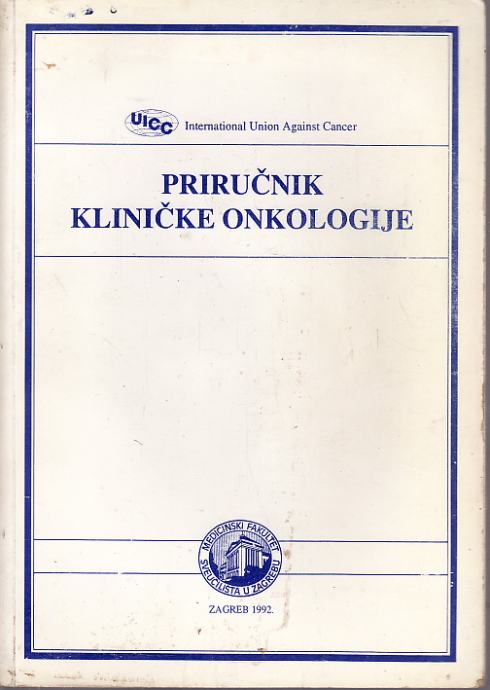 UICC International Union Against Cancer
PRIRUČNIK
KLINIČKE ONKOLOGIJE
MEDICINSKI FAKULTET
SVEUČILIŠTA U ZAGREBU
ZAGREB 1992.